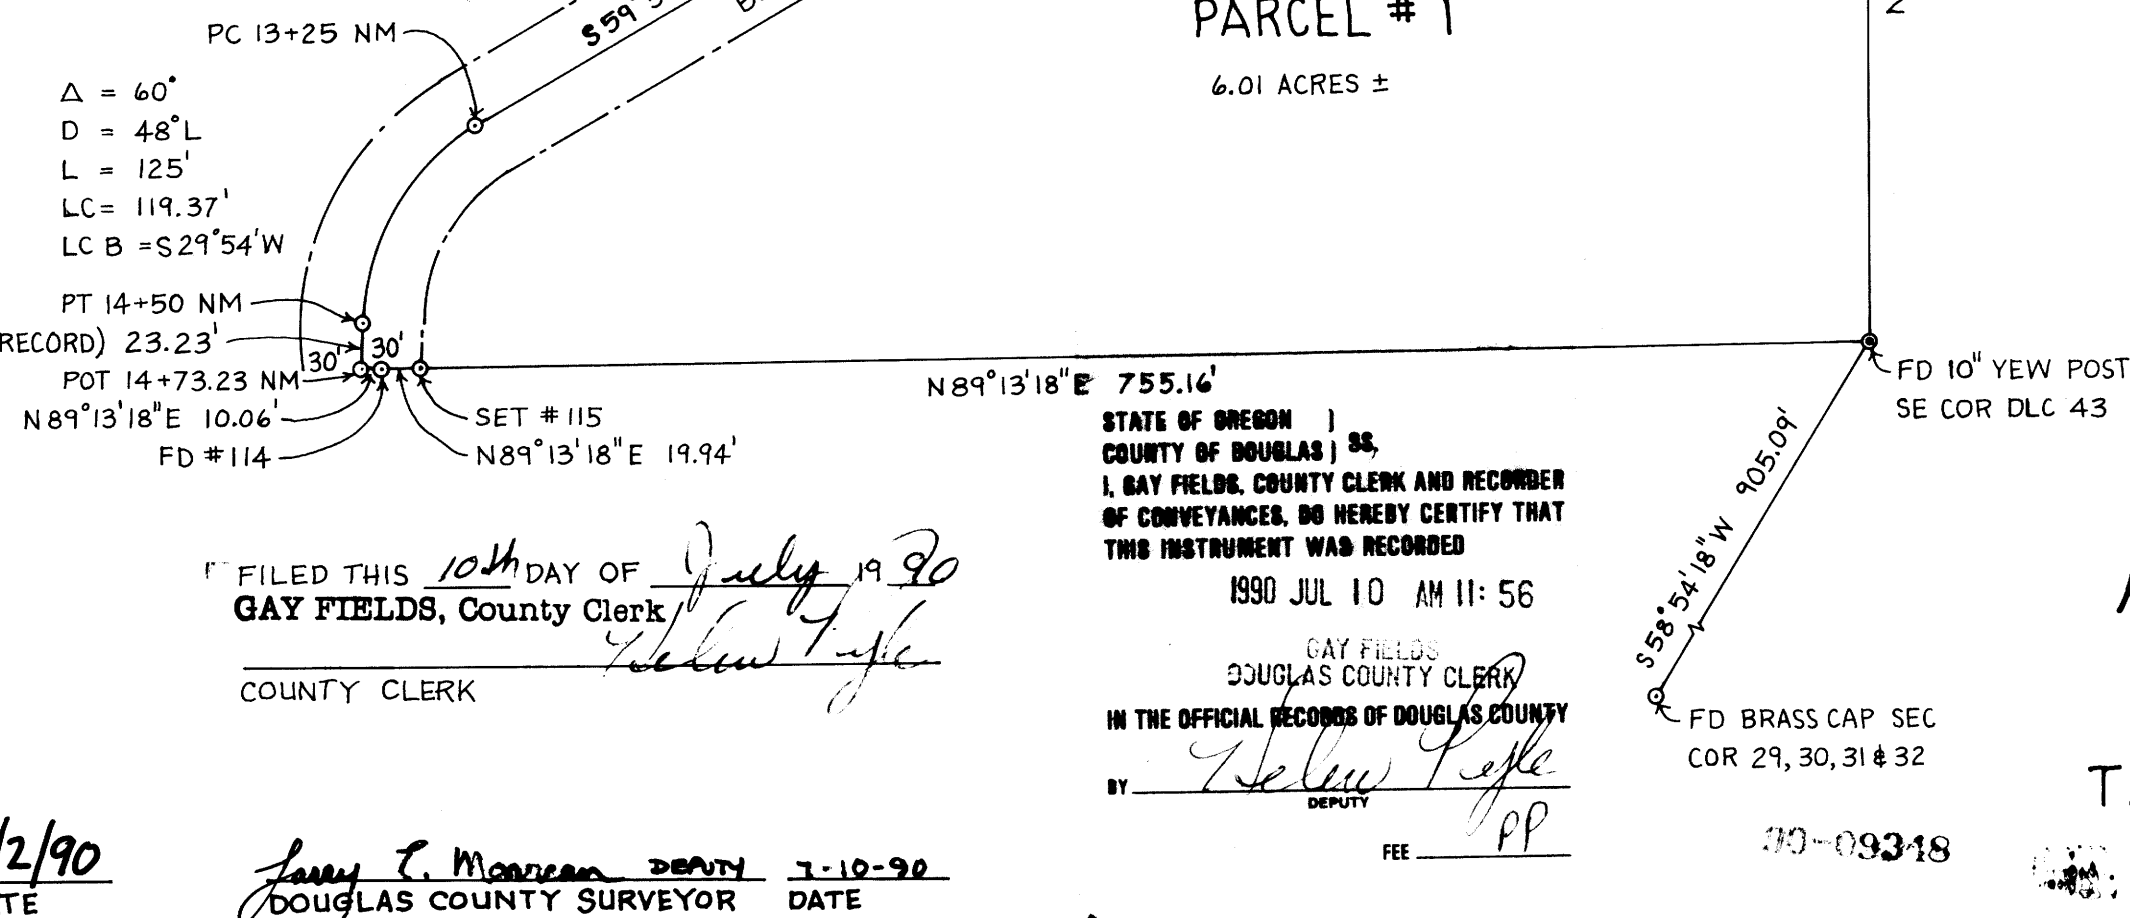 PC 13+25 NM
S59°
PARCEL # 1
2
6.01 ACRES ±
Δ = 60°
D = 48°L
L = 125'
LC= 119.37'
LC B =S29°54'W
PT 14+50 NM
RECORD) 23.23'
30' 30'
POT 14+73.23 NM
N89°13'18"E 10.06'
FD #114
SET #115
N89°13'18"E 19.94'
N89°13'18"E 755.16'
FD 10" YEW POST
SE COR DLC 43
S58°54'18"W 905.09'
FD BRASS CAP SEC
COR 29,30,31&32
STATE OF OREGON )
COUNTY OF DOUGLAS ) SS,
I, GAY FIELDS, COUNTY CLERK AND RECORDER
OF CONVEYANCES, DO HEREBY CERTIFY THAT
THIS INSTRUMENT WAS RECORDED
1990 JUL 10 AM 11:56
GAY FIELDS
DOUGLAS COUNTY CLERK
IN THE OFFICIAL RECORDS OF DOUGLAS COUNTY
BY Helen Pyle
DEPUTY
FEE PP
FILED THIS 10th DAY OF July 1990
GAY FIELDS, County Clerk
Helen Pyle
COUNTY CLERK
/2/90
TE
DEPUTY 7-10-90
DOUGLAS COUNTY SURVEYOR DATE
90-09348
T.